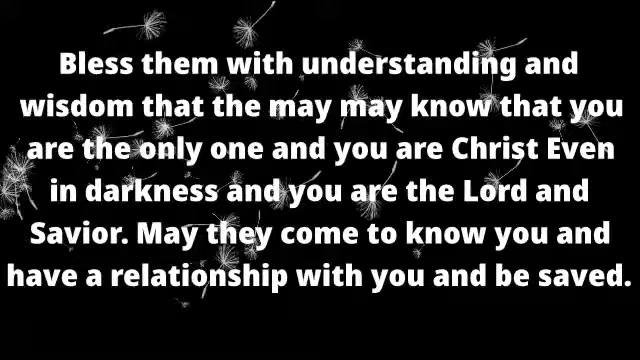 Bless them with understanding and
wisdom that the may may know that you
are the only one and you are Christ Even
in darkness and you are the Lord and
Savior. May they come to know you and
have a relationship with you and be saved.